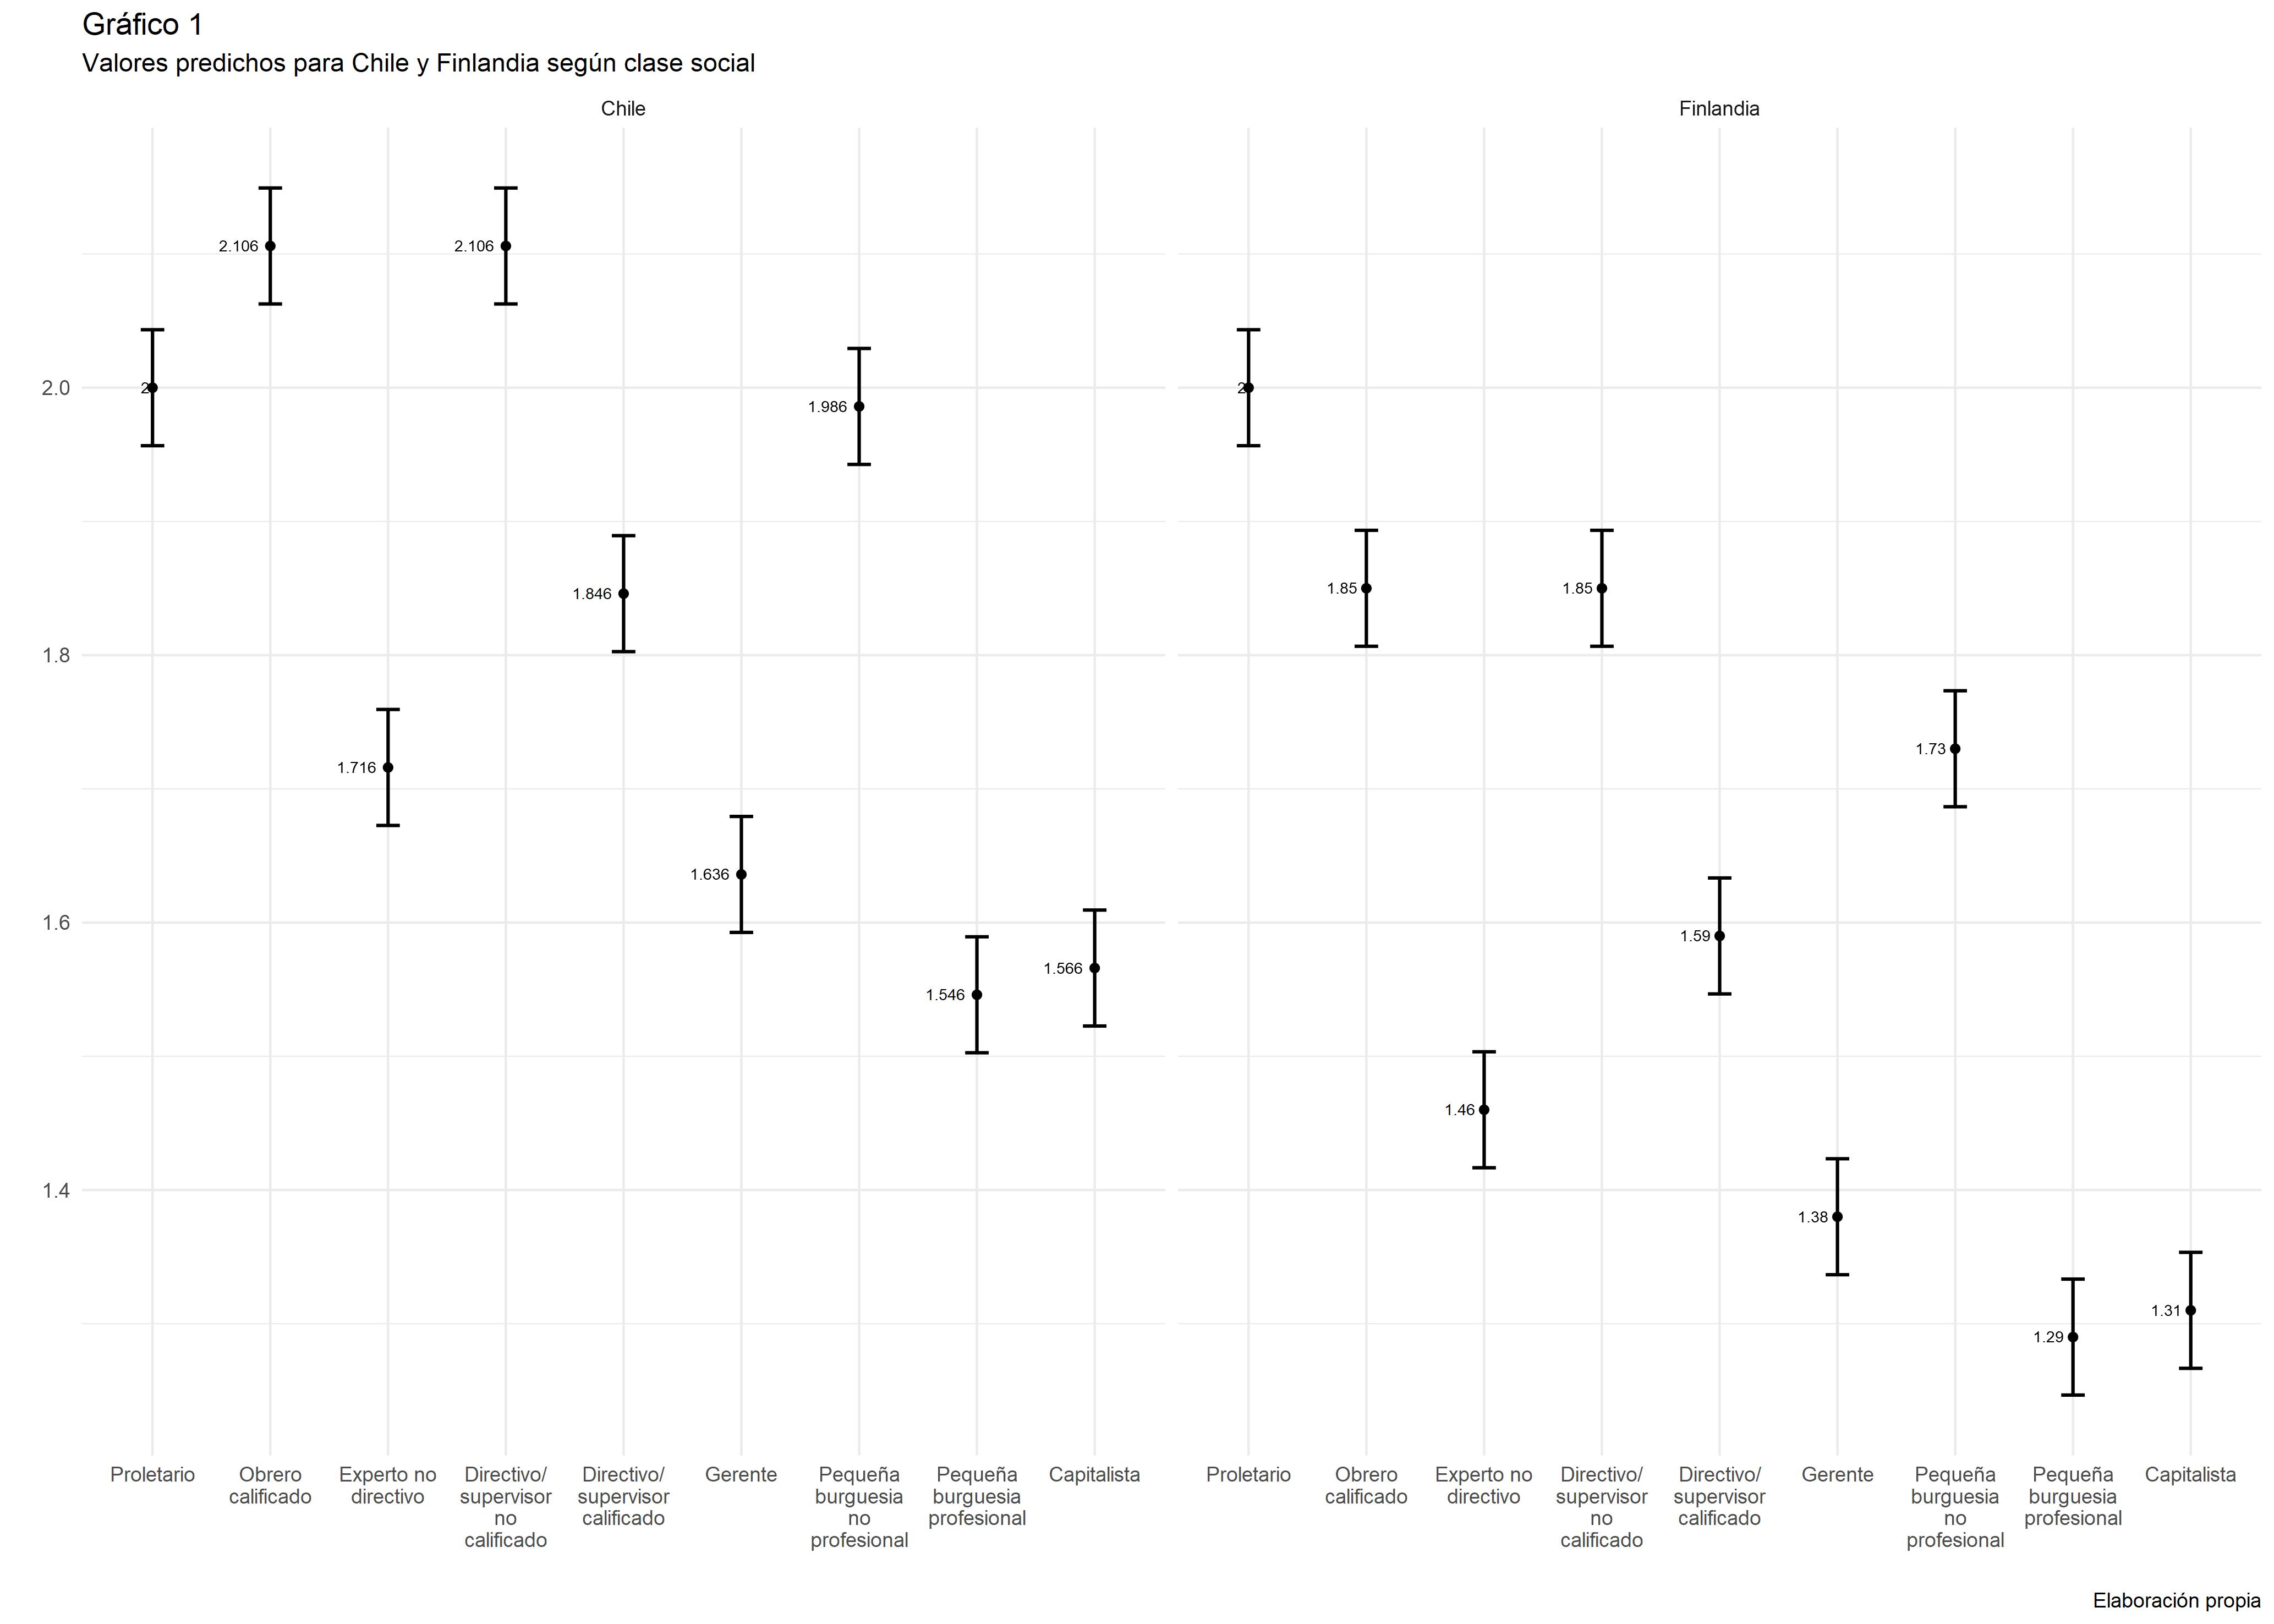 Gráfico 1
Valores predichos para Chile y Finlandia según clase social
Chile
Finlandia
2.106
2.106
2
2.0
1.986
2
1.846
1.85
1.85
1.8
1.716
1.73
1.636
1.6
1.546
1.566
1.59
1.46
1.4
1.38
1.29
1.31
Proletario
Obrero
calificado
Experto no
directivo
Directivo/
supervisor
no
calificado
Directivo/
supervisor
calificado
Gerente
Pequeña
burguesia
no
profesional
Pequeña
burguesia
profesional
Capitalista
Proletario
Obrero
calificado
Experto no
directivo
Directivo/
supervisor
no
calificado
Directivo/
supervisor
calificado
Gerente
Pequeña
burguesia
no
profesional
Pequeña
burguesia
profesional
Capitalista
Elaboración propia